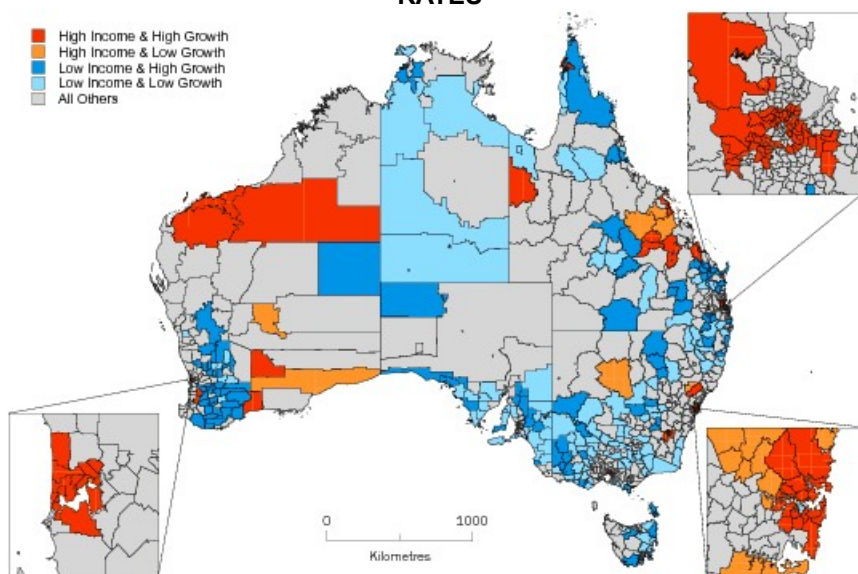 High Income & High Growth
High Income & Low Growth
Low Income & High Growth
Low Income & Low Growth
All Others
0 1000
Kilometres